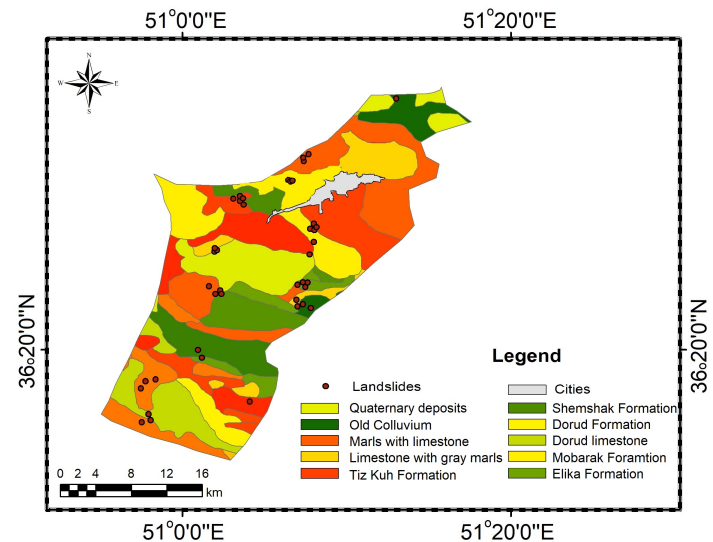 51°0'0"E 51°20'0"E
N
W E
S
36°20'0"N
36°20'0"N
Legend
Landslides
Quaternary deposits
Old Colluvium
Marls with limestone
Limestone with gray marls
Tiz Kuh Formation
Cities
Shemshak Formation
Dorud Formation
Dorud limestone
Mobarak Foramtion
Elika Formation
0 2 4 8 12 16
km
51°0'0"E 51°20'0"E